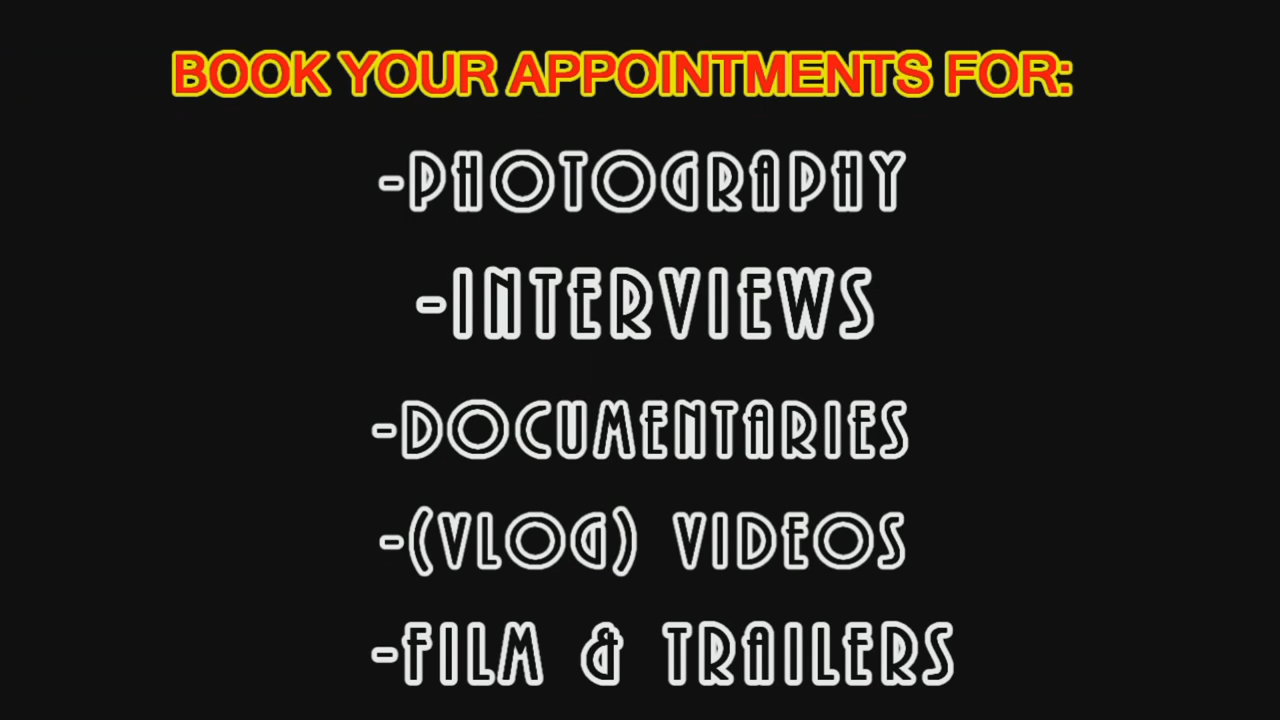 BOOK YOUR APPOINTMENTS FOR:
-PHOTOGRAPHY
-INTERVIEWS
-DOCUMENTARIES
-(VLOG) VIDEOS
-FILM & TRAILERS